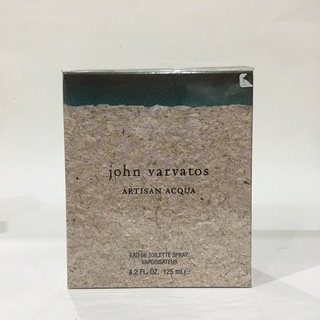 john varvatos
ARTISAN ACQUA
EAU DE TOILETTE SPRAY
VAPORISATEUR
4.2 FL. OZ. 125 ml ℮